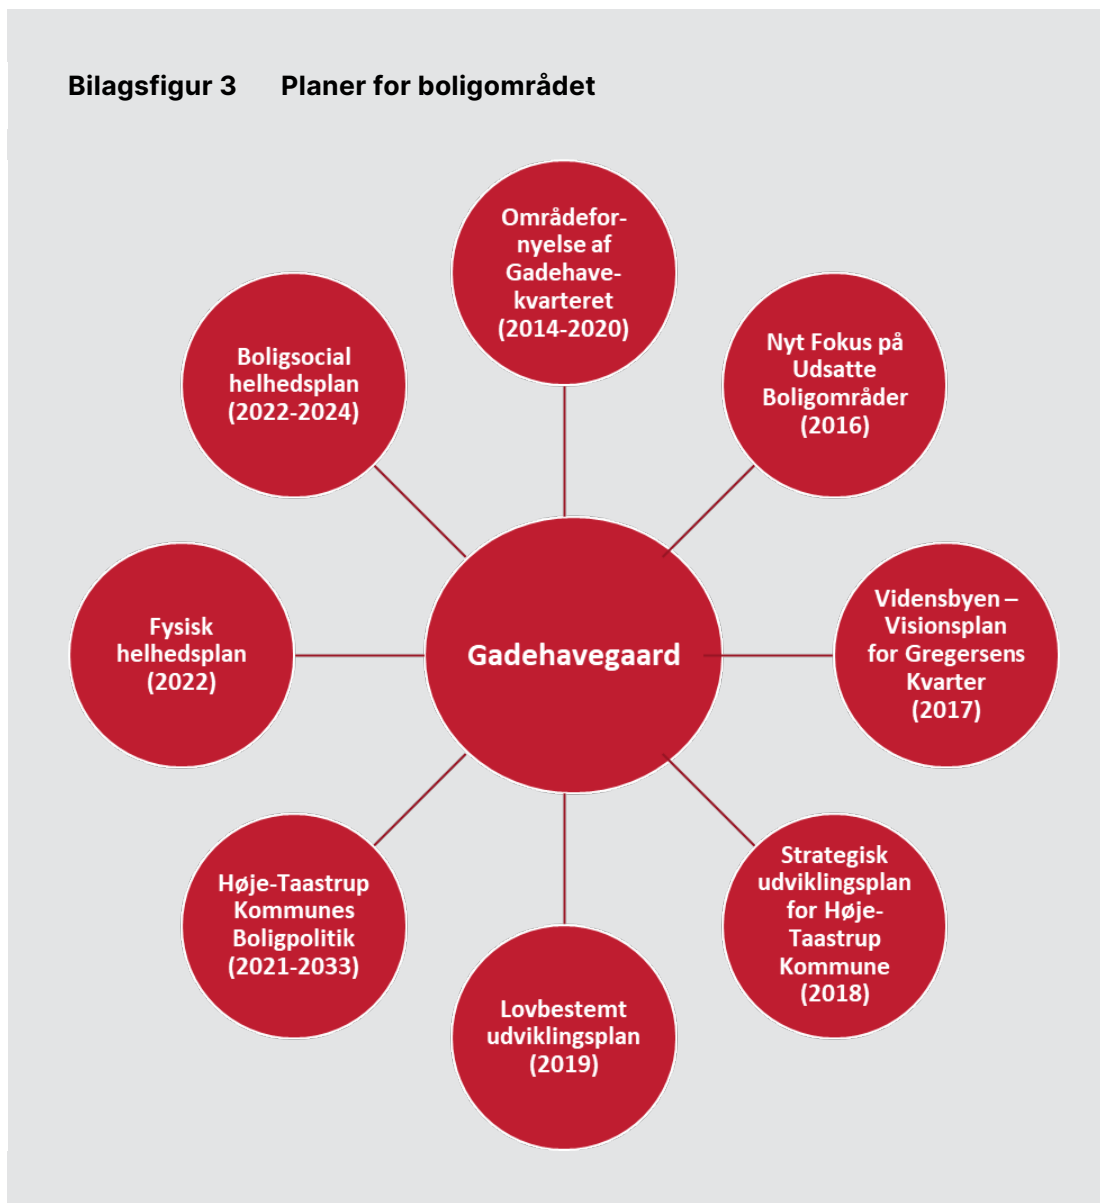 Bilagsfigur 3 Planer for boligområdet
Områdefor-
nyelse af
Gadehave-
kvarteret
(2014-2020)
Nyt Fokus på
Udsatte
Boligområder
(2016)
Vidensbyen –
Visionsplan
for Gregersens
Kvarter
(2017)
Strategisk
udviklingsplan
for Høje-
Taastrup
Kommune
(2018)
Lovbestemt
udviklingsplan
(2019)
Høje-Taastrup
Kommunes
Boligpolitik
(2021-2033)
Fysisk
helhedsplan
(2022)
Boligsocial
helhedsplan
(2022-2024)
Gadehavegaard